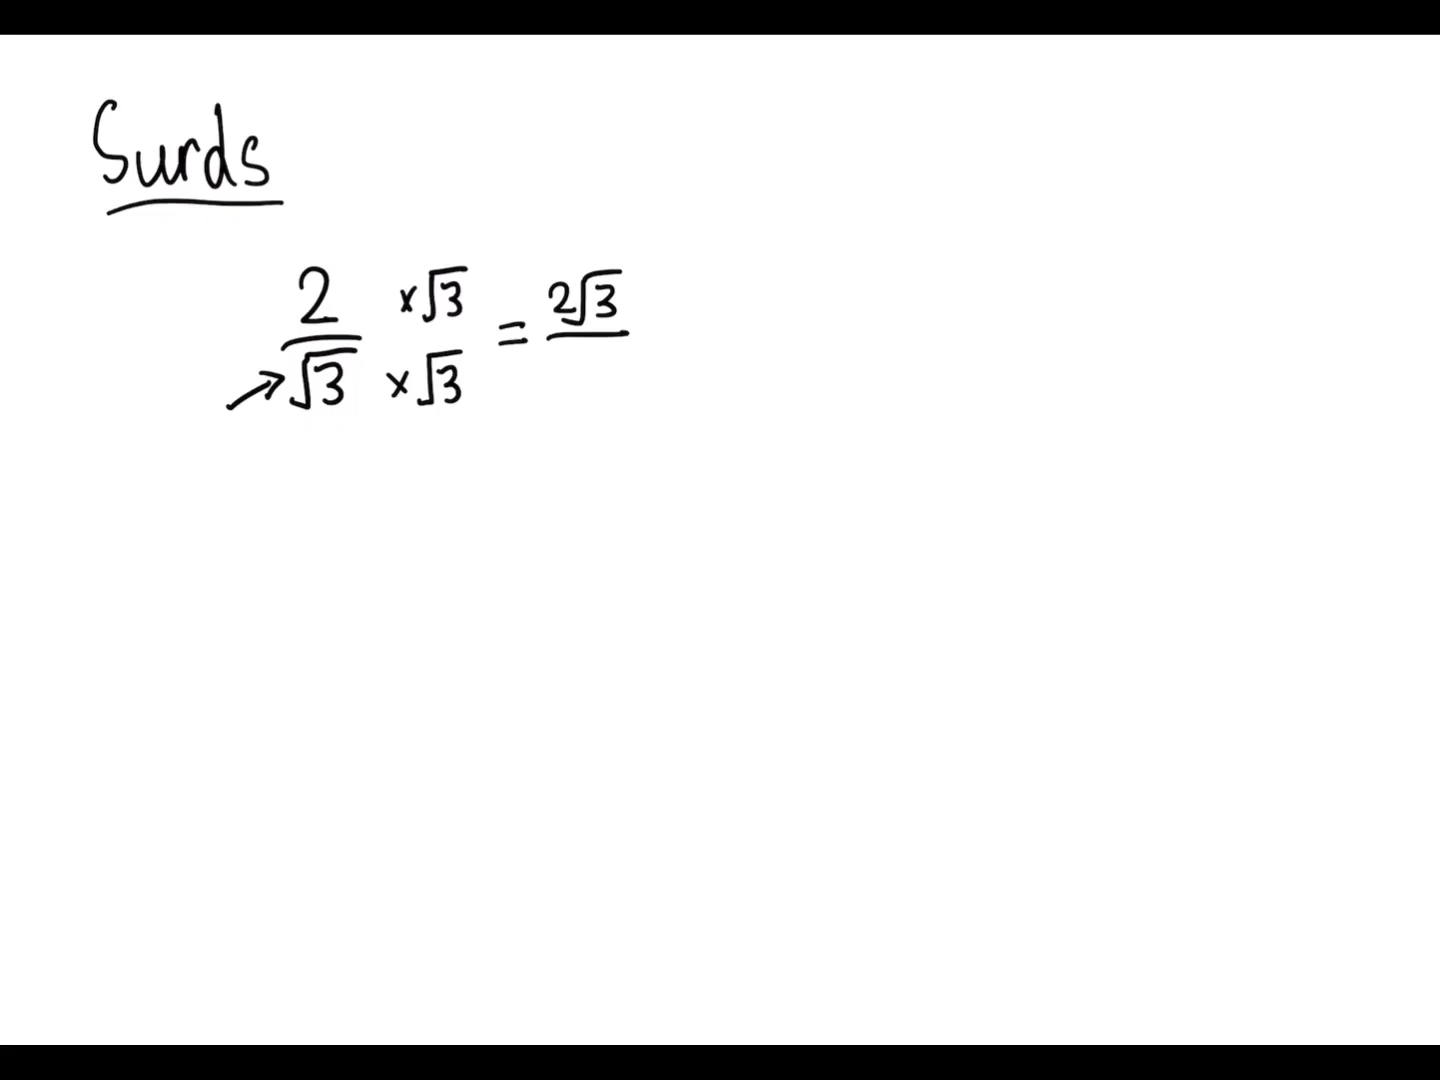 Surds
2 ×√3 = 2√3
√3 ×√3